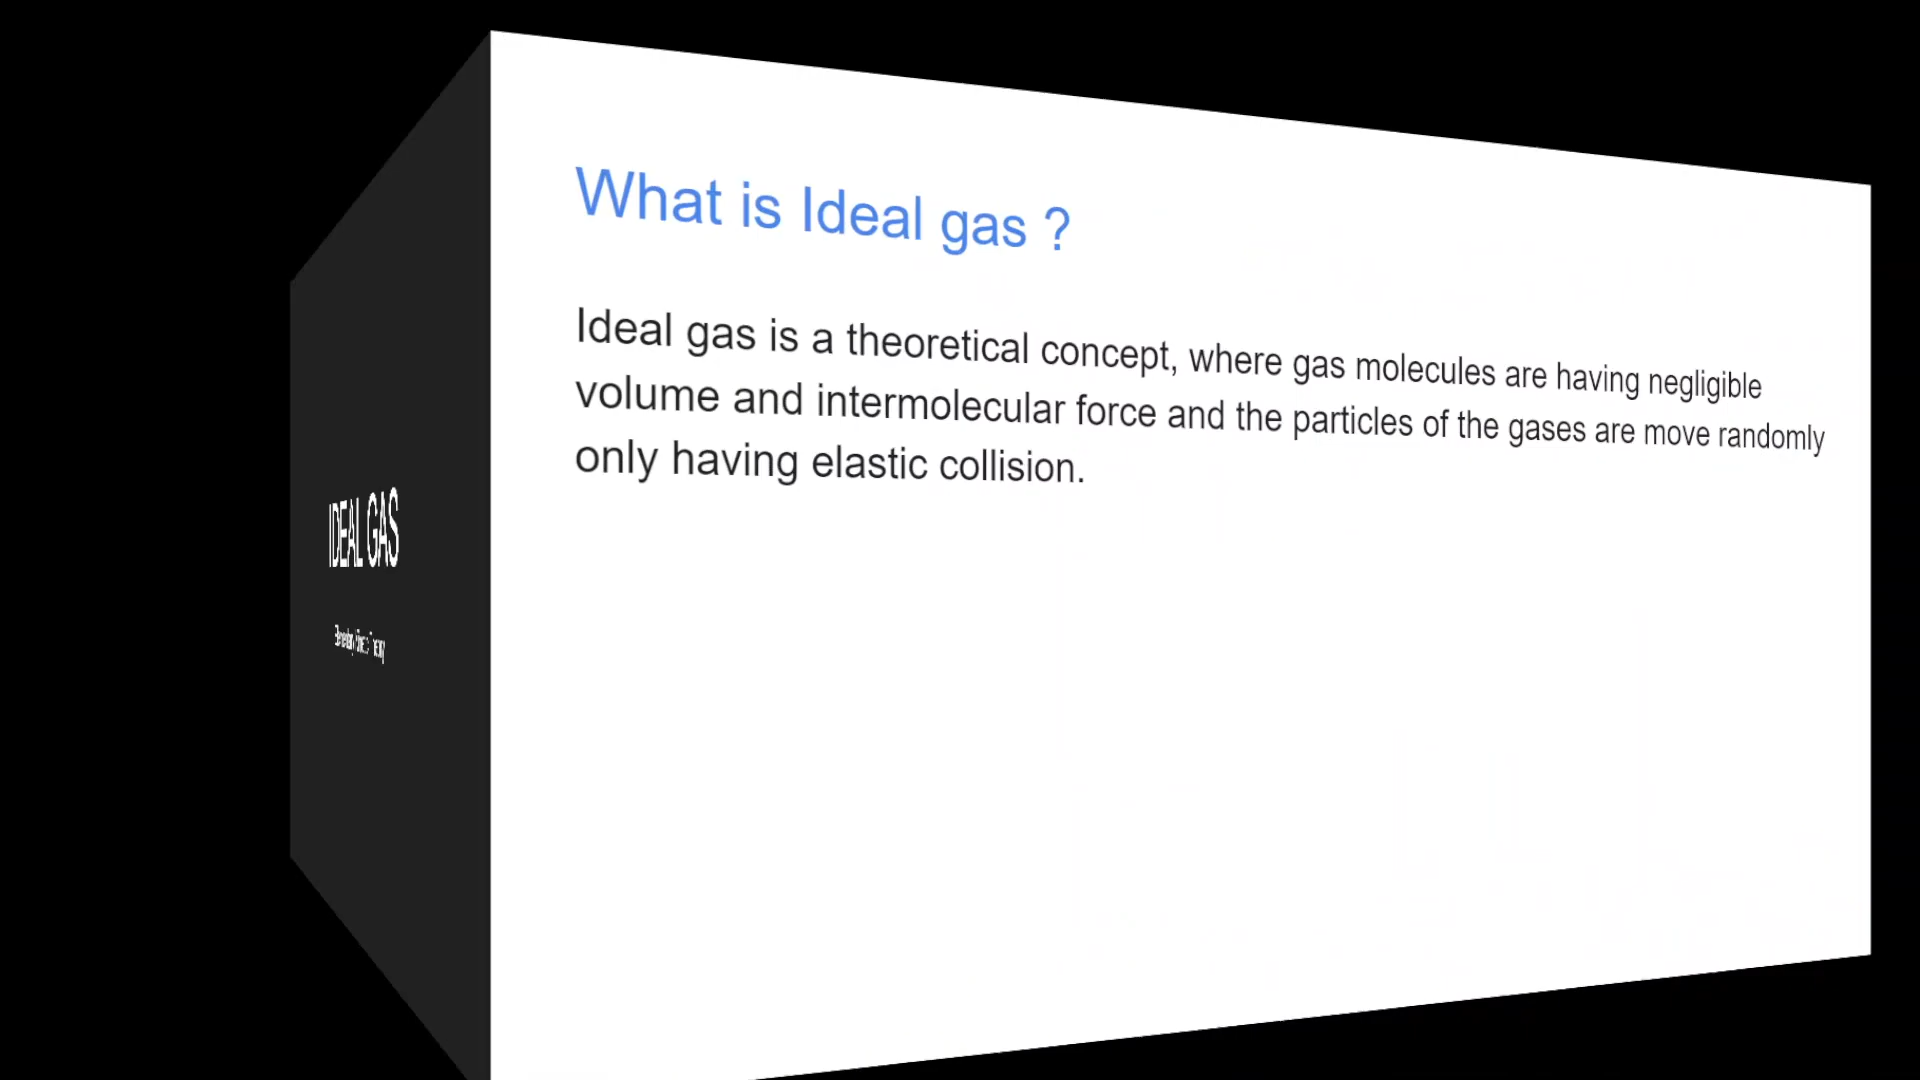 What is Ideal gas ?
Ideal gas is a theoretical concept, where gas molecules are having negligible
volume and intermolecular force and the particles of the gases are move randomly
only having elastic collision.
IDEAL GAS